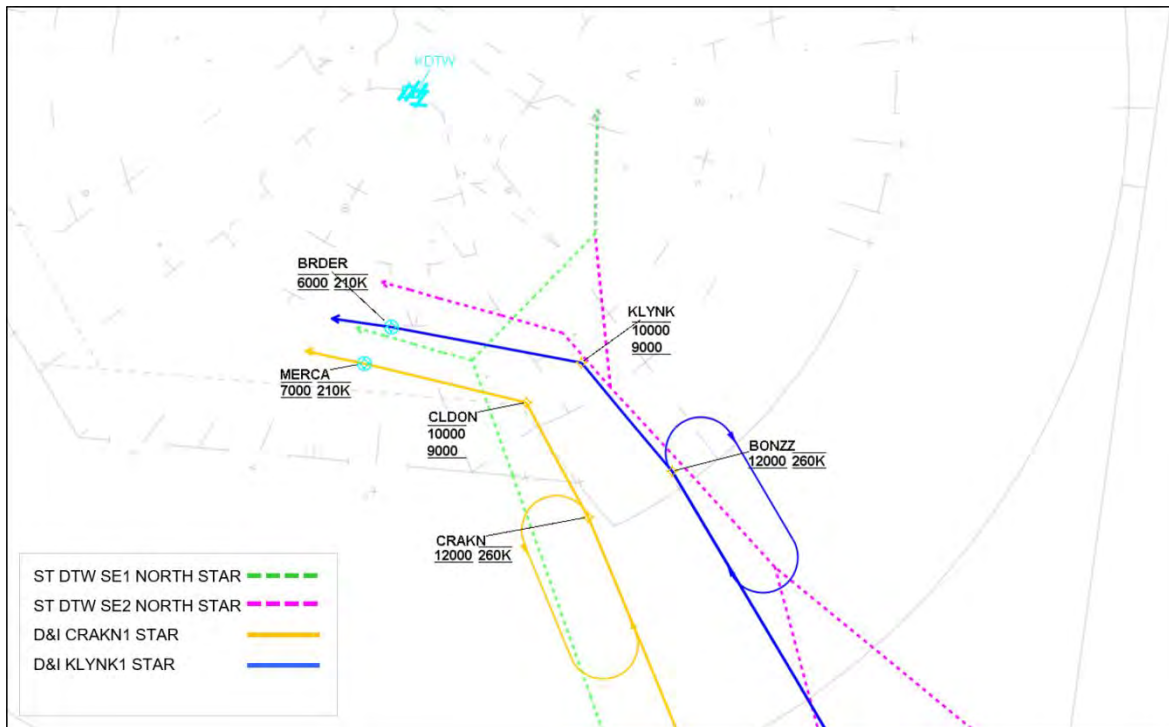 KDTW
BRDER
6000 210K
KLYNK
10000
9000
MERCA
7000 210K
CLDON
10000
9000
BONZZ
12000 260K
CRAKN
12000 260K
ST DTW SE1 NORTH STAR
ST DTW SE2 NORTH STAR
D&I CRAKN1 STAR
D&I KLYNK1 STAR